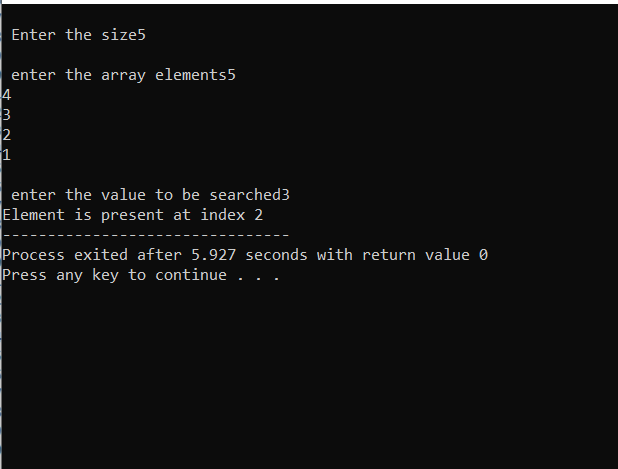 Enter the size5
enter the array elements5
4
3
2
1
enter the value to be searched3
Element is present at index 2
--------------------------------
Process exited after 5.927 seconds with return value 0
Press any key to continue . . .